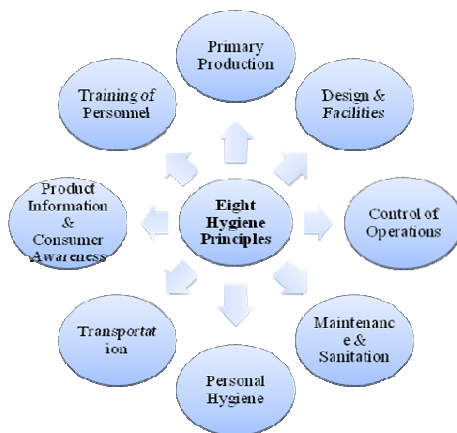 Primary
Production
Training of
Personnel
Design &
Facilities
Product
Information
&
Consumer
Awareness
Eight
Hygiene
Principles
Control of
Operations
Transportat
ion
Maintenanc
e &
Sanitation
Personal
Hygiene